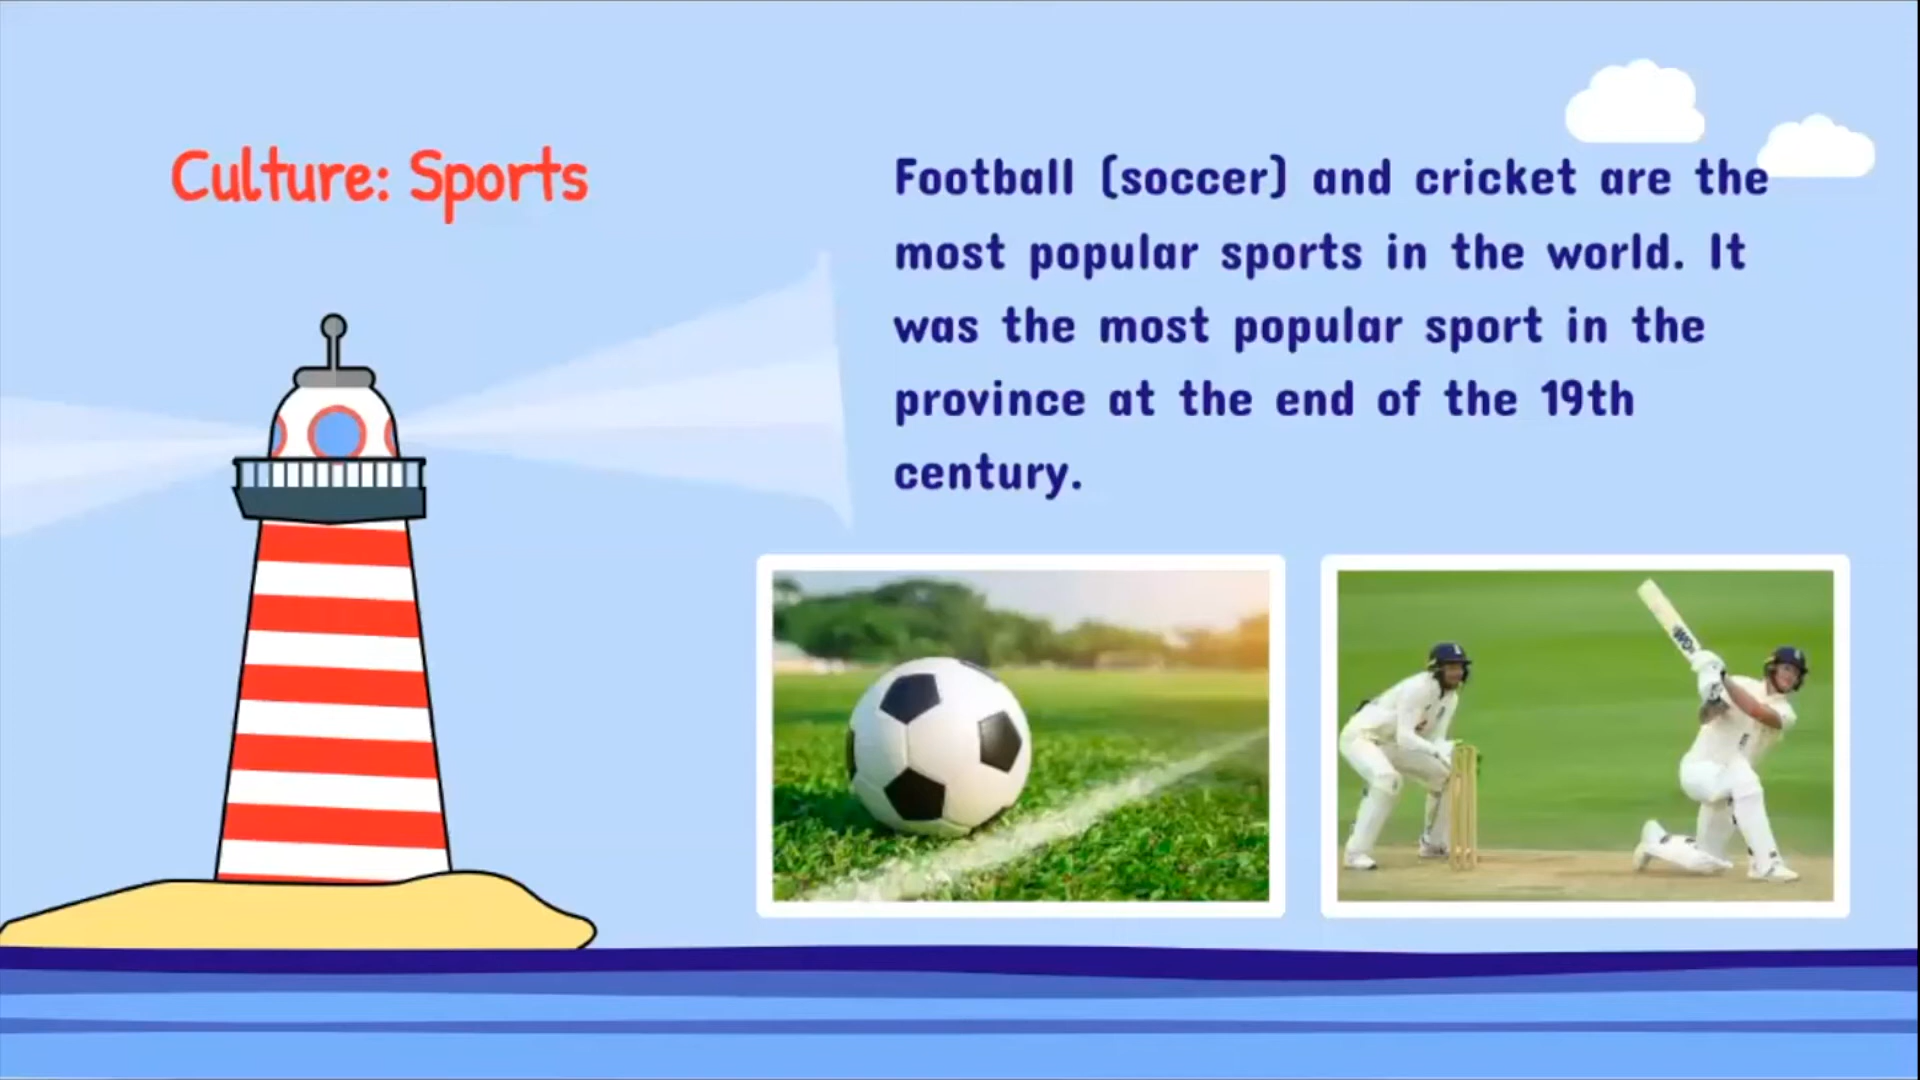 Culture: Sports
Football (soccer) and cricket are the
most popular sports in the world. It
was the most popular sport in the
province at the end of the 19th
century.